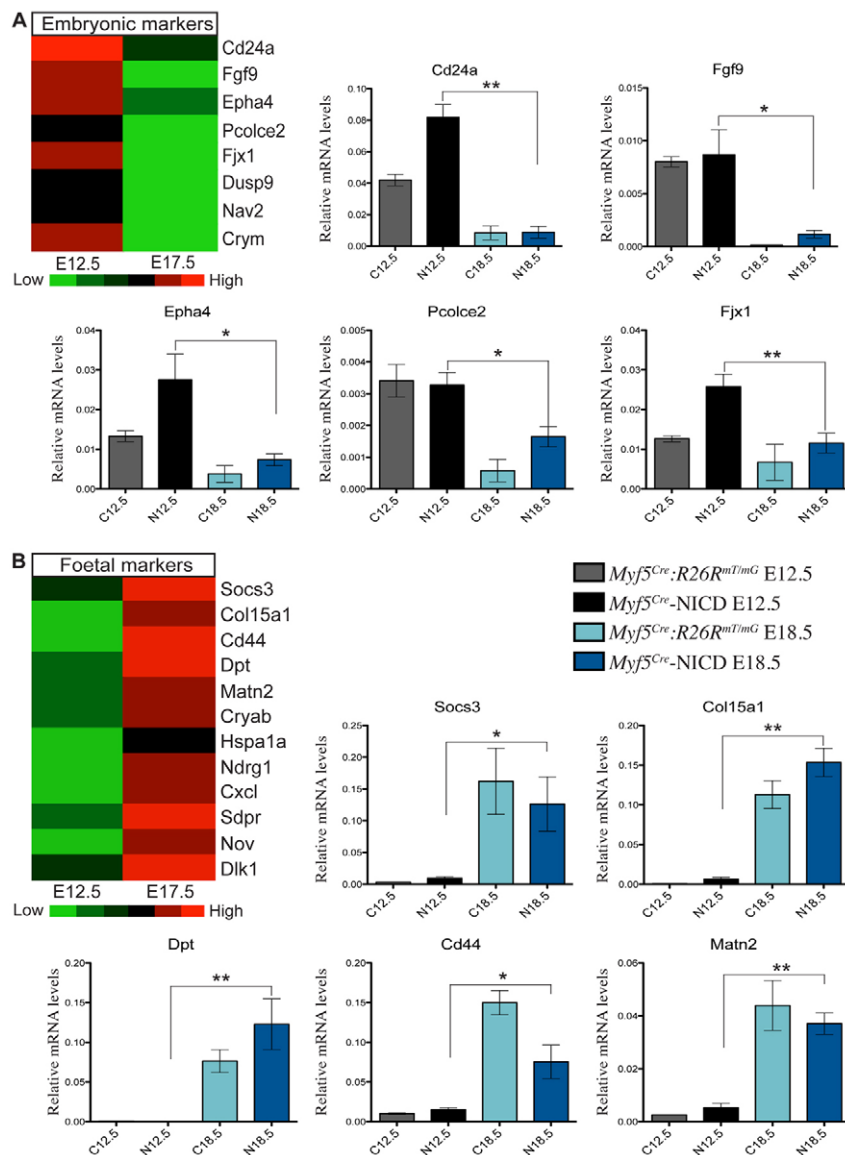 A
Embryonic markers
Cd24a
Fgf9
Epha4
Pcolce2
Fjx1
Dusp9
Nav2
Crym
E12.5 E17.5
Low High
Cd24a
Relative mRNA levels
0.08
0.06
0.04
0.02
0.00
**
C12.5 N12.5 C18.5 N18.5
Fgf9
Relative mRNA levels
0.015
0.010
0.005
0.000
*
C12.5 N12.5 C18.5 N18.5
Epha4
Relative mRNA levels
0.04
0.03
0.02
0.01
0.00
*
C12.5 N12.5 C18.5 N18.5
Pcolce2
Relative mRNA levels
0.005
0.004
0.003
0.002
0.001
0.000
*
C12.5 N12.5 C18.5 N18.5
Fjx1
Relative mRNA levels
0.04
0.03
0.02
0.01
0.00
**
C12.5 N12.5 C18.5 N18.5
B
Foetal markers
Socs3
Col15a1
Cd44
Dpt
Matn2
Cryab
Hspa1a
Ndrg1
Cxcl
Sdpr
Nov
Dlk1
E12.5 E17.5
Low High
Myf5Cre:R26RmT/mG E12.5
Myf5Cre-NICD E12.5
Myf5Cre:R26RmT/mG E18.5
Myf5Cre-NICD E18.5
Socs3
Relative mRNA levels
0.25
0.20
0.15
0.10
0.05
0.00
*
C12.5 N12.5 C18.5 N18.5
Col15a1
Relative mRNA levels
0.20
0.15
0.10
0.05
0.00
**
C12.5 N12.5 C18.5 N18.5
Dpt
Relative mRNA levels
0.20
0.15
0.10
0.05
0.00
**
C12.5 N12.5 C18.5 N18.5
Cd44
Relative mRNA levels
0.20
0.15
0.10
0.05
0.00
*
C12.5 N12.5 C18.5 N18.5
Matn2
Relative mRNA levels
0.06
0.04
0.02
0.00
**
C12.5 N12.5 C18.5 N18.5